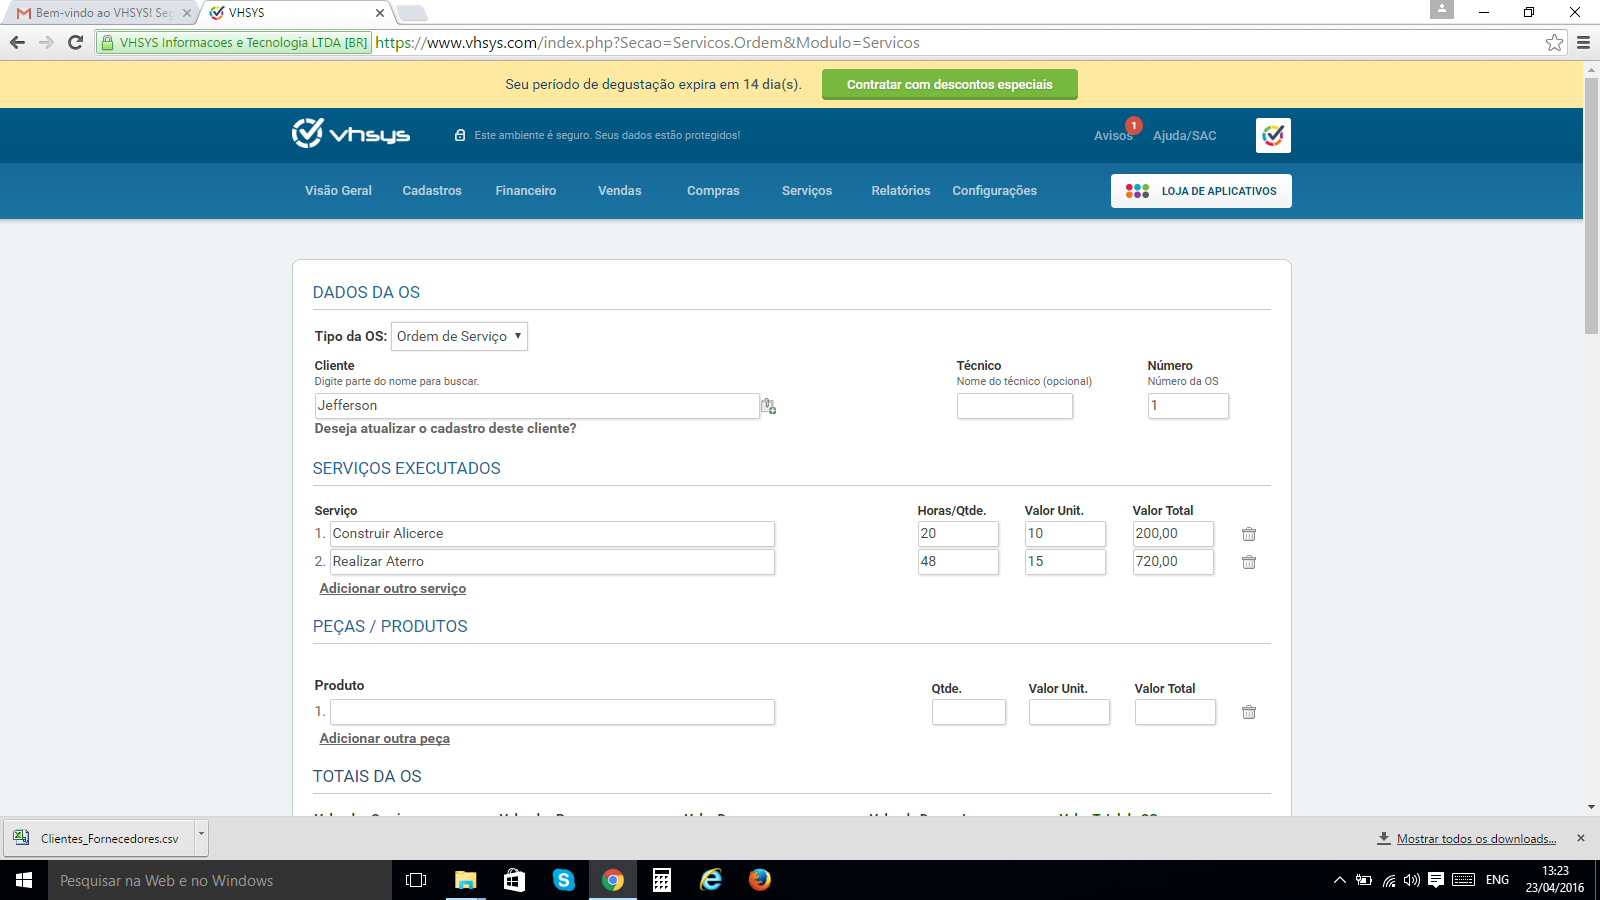 Bem-vindo ao VHSYS! Seg
VHSYS
VHSYS Informacoes e Tecnologia LTDA [BR] https://www.vhsys.com/index.php?Secao=Servicos.Ordem&Modulo=Servicos
Seu período de degustação expira em 14 dia(s). Contratar com descontos especiais
vhsys Este ambiente é seguro. Seus dados estão protegidos! Avisos 1 Ajuda/SAC
Visão Geral Cadastros Financeiro Vendas Compras Serviços Relatórios Configurações LOJA DE APLICATIVOS
DADOS DA OS
Tipo da OS: Ordem de Serviço
Cliente Técnico Número
Digite parte do nome para buscar. Nome do técnico (opcional) Número da OS
Jefferson 1
Deseja atualizar o cadastro deste cliente?
SERVIÇOS EXECUTADOS
Serviço Horas/Qtde. Valor Unit. Valor Total
1. Construir Alicerce 20 10 200,00
2. Realizar Aterro 48 15 720,00
Adicionar outro serviço
PEÇAS / PRODUTOS
Produto Qtde. Valor Unit. Valor Total
1.
Adicionar outra peça
TOTAIS DA OS
Clientes_Fornecedores.csv Mostrar todos os downloads...
Pesquisar na Web e no Windows ENG 13:23
23/04/2016